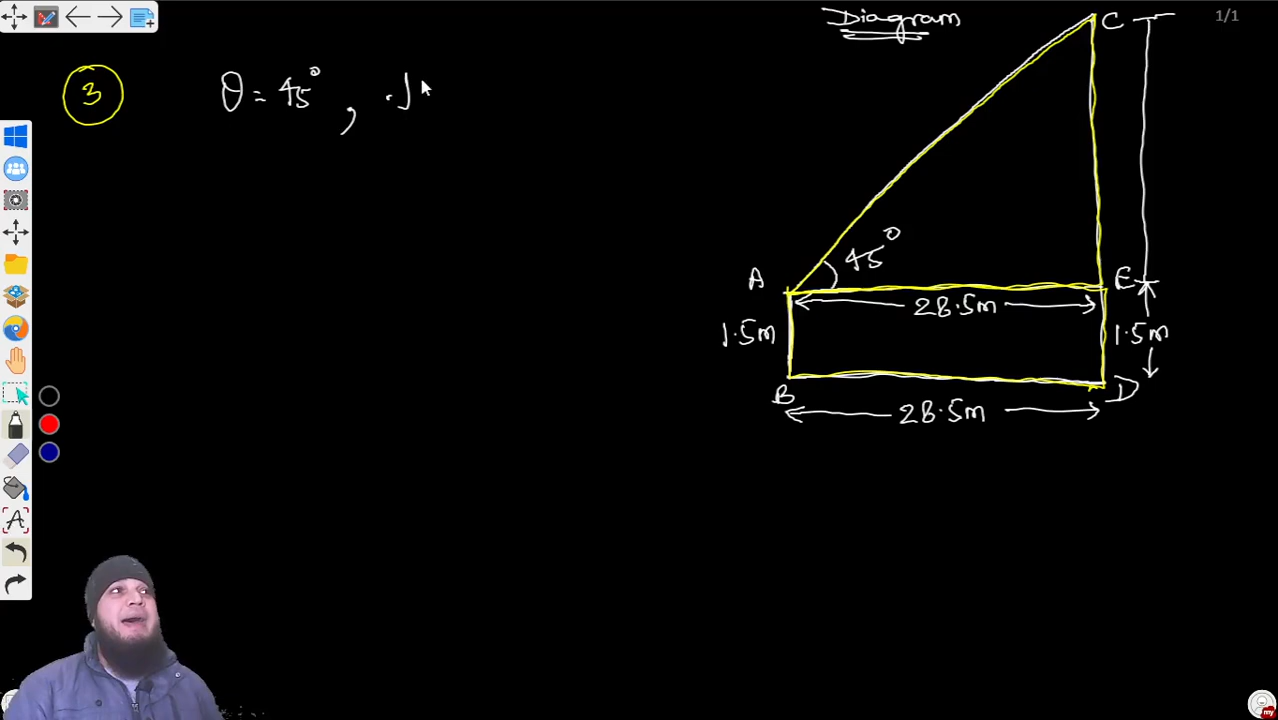 Diagram
1/1
C
3
θ = 45°,
45°
A
E
28.5m
1.5m
1.5m
B
D
28.5m